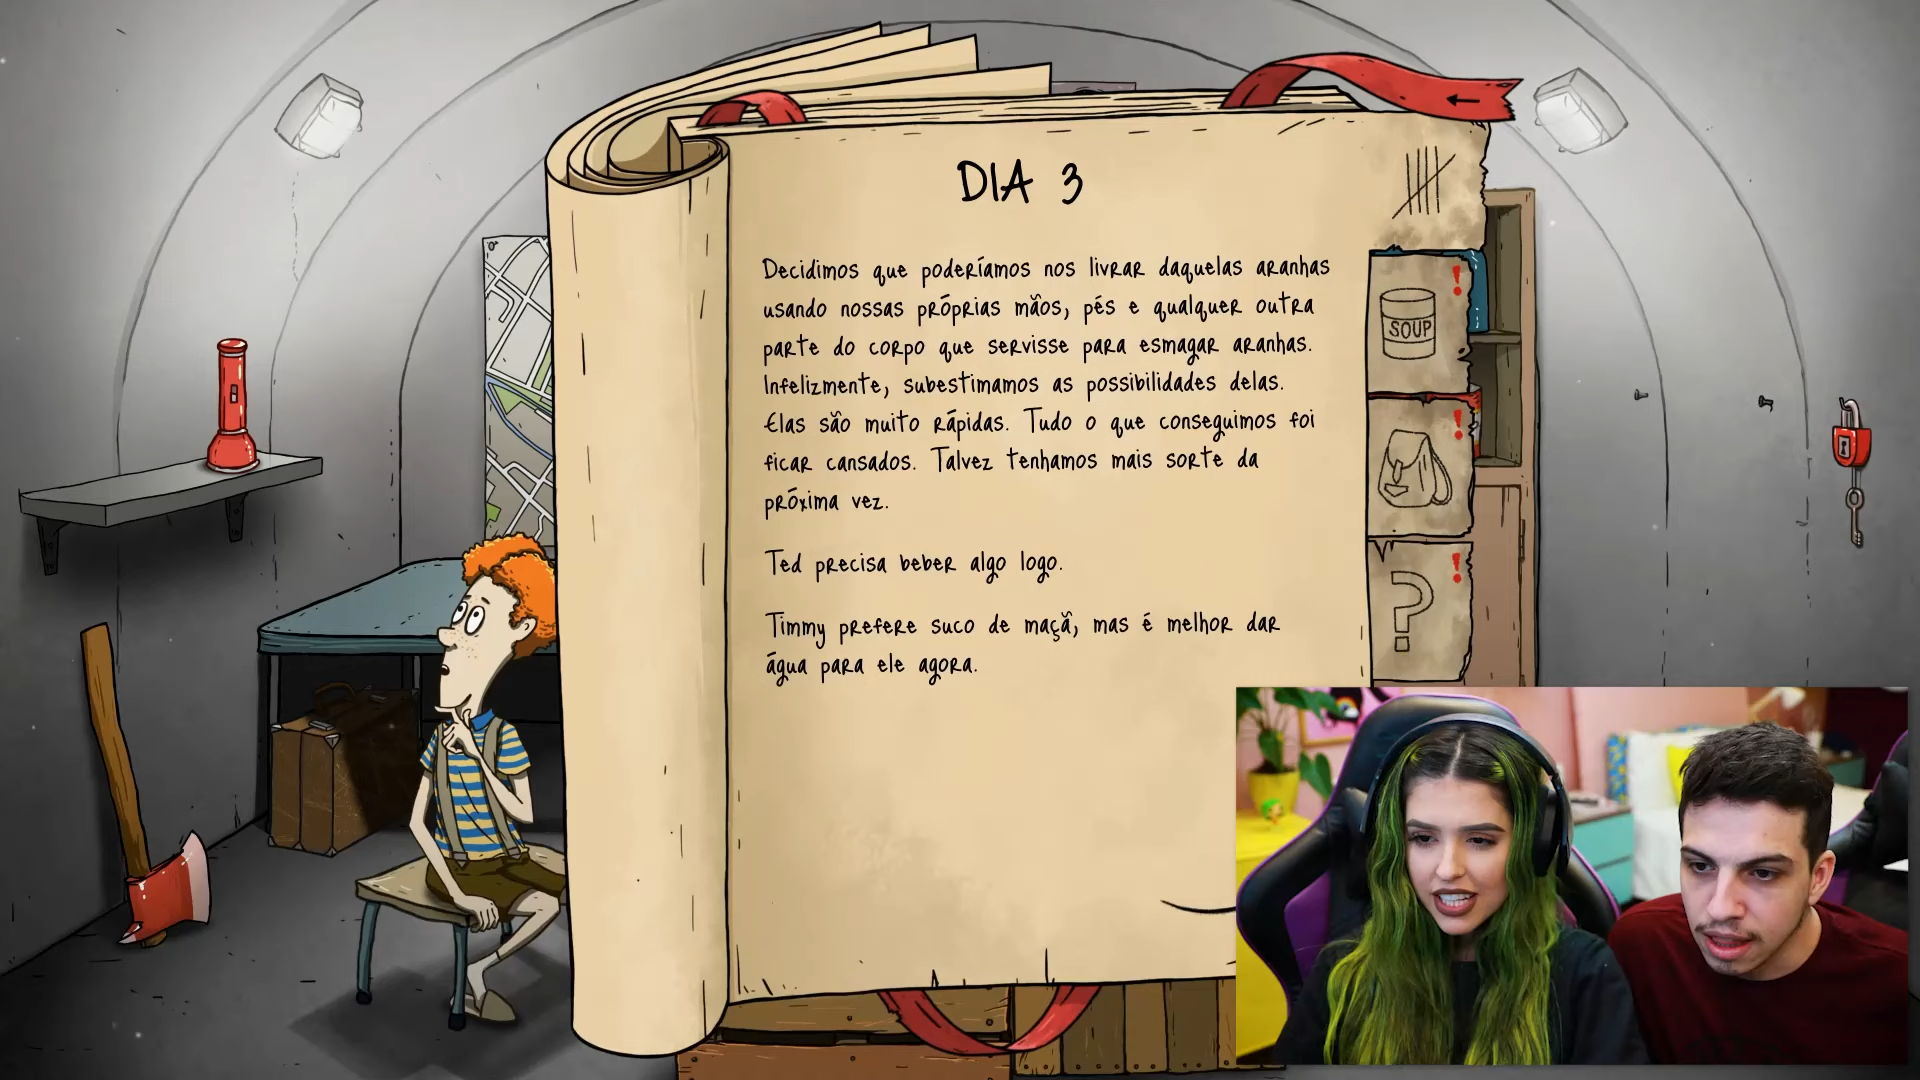 DIA 3
Decidimos que poderíamos nos livrar daquelas aranhas
usando nossas próprias mãos, pés e qualquer outra
parte do corpo que servisse para esmagar aranhas.
Infelizmente, subestimamos as possibilidades delas.
Elas são muito rápidas. Tudo o que conseguimos foi
ficar cansados. Talvez tenhamos mais sorte da
próxima vez.
Ted precisa beber algo logo.
Timmy prefere suco de maçã, mas é melhor dar
água para ele agora.
!
SOUP
!
!
?